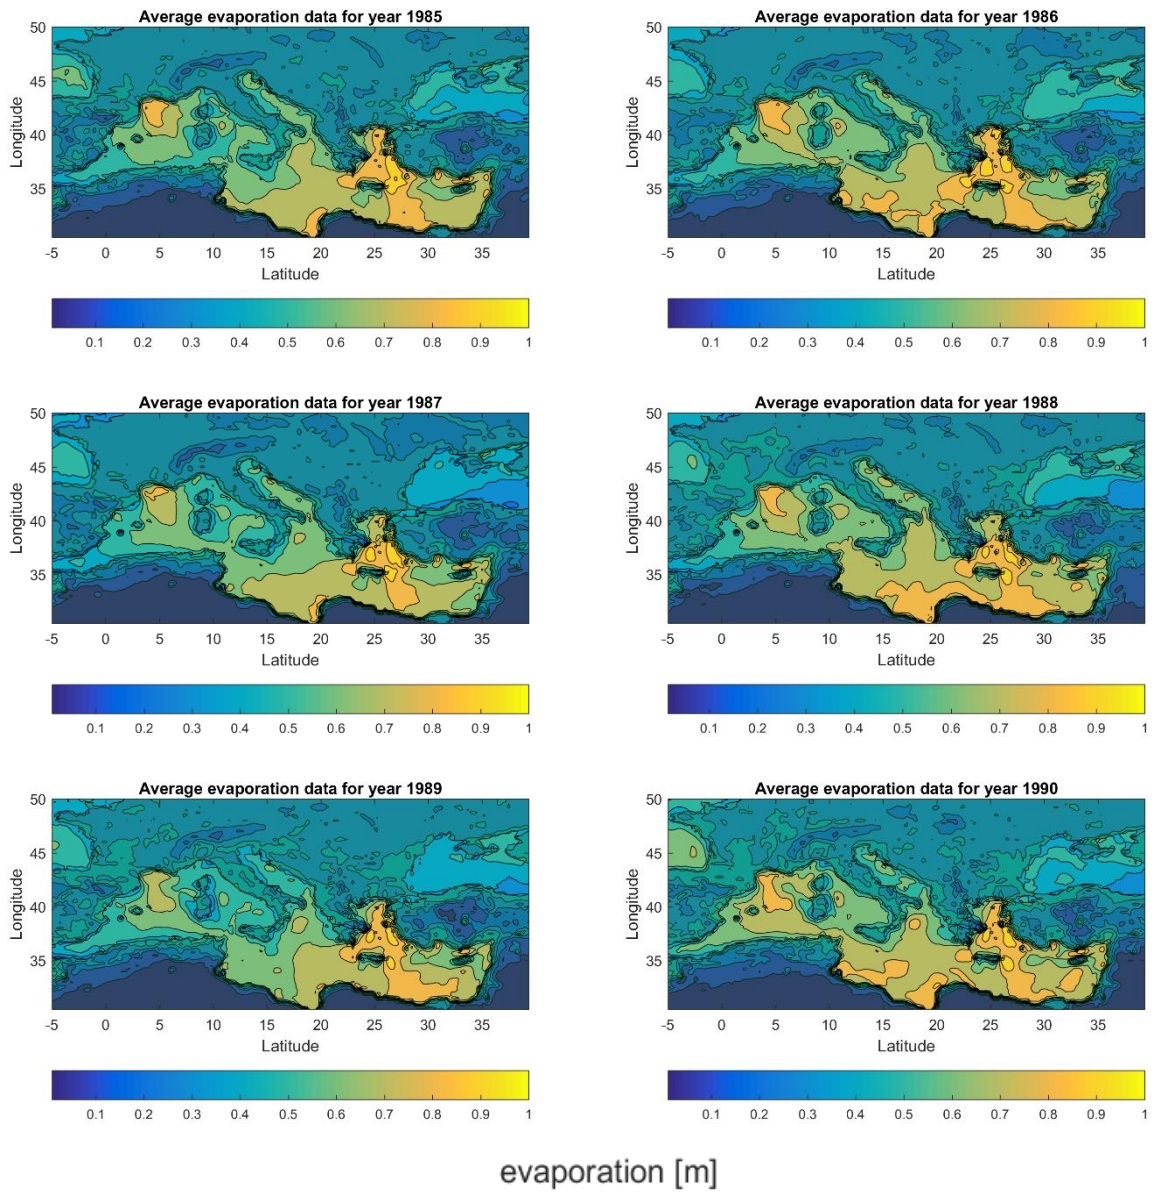 Average evaporation data for year 1985
50
45
40
35
Longitude
-5 0 5 10 15 20 25 30 35
Latitude
0.1 0.2 0.3 0.4 0.5 0.6 0.7 0.8 0.9 1
Average evaporation data for year 1986
50
45
40
35
Longitude
-5 0 5 10 15 20 25 30 35
Latitude
0.1 0.2 0.3 0.4 0.5 0.6 0.7 0.8 0.9 1
Average evaporation data for year 1987
50
45
40
35
Longitude
-5 0 5 10 15 20 25 30 35
Latitude
0.1 0.2 0.3 0.4 0.5 0.6 0.7 0.8 0.9 1
Average evaporation data for year 1988
50
45
40
35
Longitude
-5 0 5 10 15 20 25 30 35
Latitude
0.1 0.2 0.3 0.4 0.5 0.6 0.7 0.8 0.9 1
Average evaporation data for year 1989
50
45
40
35
Longitude
-5 0 5 10 15 20 25 30 35
Latitude
0.1 0.2 0.3 0.4 0.5 0.6 0.7 0.8 0.9 1
Average evaporation data for year 1990
50
45
40
35
Longitude
-5 0 5 10 15 20 25 30 35
Latitude
0.1 0.2 0.3 0.4 0.5 0.6 0.7 0.8 0.9 1
evaporation [m]